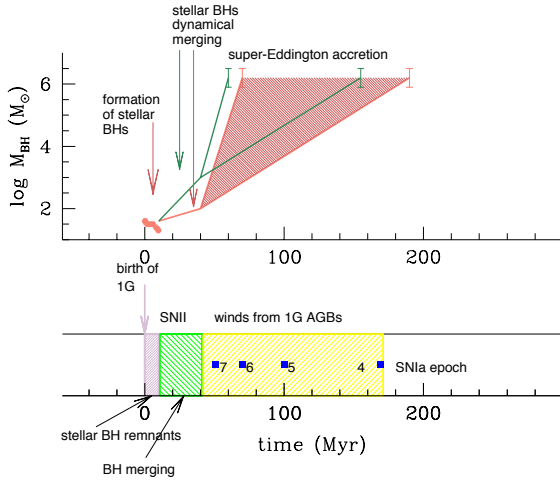 stellar BHs
dynamical
merging
super-Eddington accretion
formation
of stellar
BHs
log M_BH (M_⊙)
6
4
2
0
100
200
birth of
1G
SNII
winds from 1G AGBs
7
6
5
4
SNIa epoch
0
100
200
stellar BH remnants
time (Myr)
BH merging